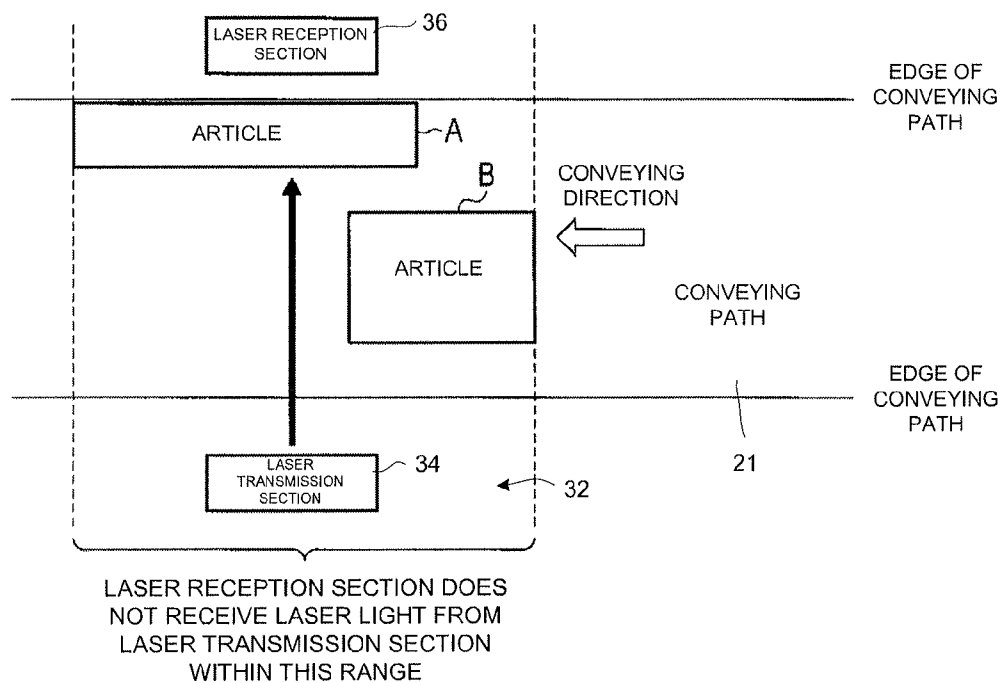 LASER RECEPTION
SECTION
36
EDGE OF
CONVEYING
PATH
ARTICLE
A
B
CONVEYING
DIRECTION
ARTICLE
CONVEYING
PATH
EDGE OF
CONVEYING
PATH
LASER
TRANSMISSION
SECTION
34
32
21
LASER RECEPTION SECTION DOES
NOT RECEIVE LASER LIGHT FROM
LASER TRANSMISSION SECTION
WITHIN THIS RANGE